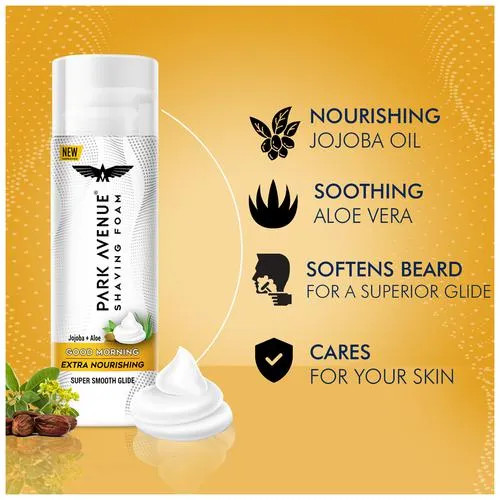 NEW
PARK AVENUE®
SHAVING FOAM
Jojoba + Aloe
GOOD MORNING
EXTRA NOURISHING
SUPER SMOOTH GLIDE
NOURISHING
JOJOBA OIL
SOOTHING
ALOE VERA
SOFTENS BEARD
FOR A SUPERIOR GLIDE
CARES
FOR YOUR SKIN